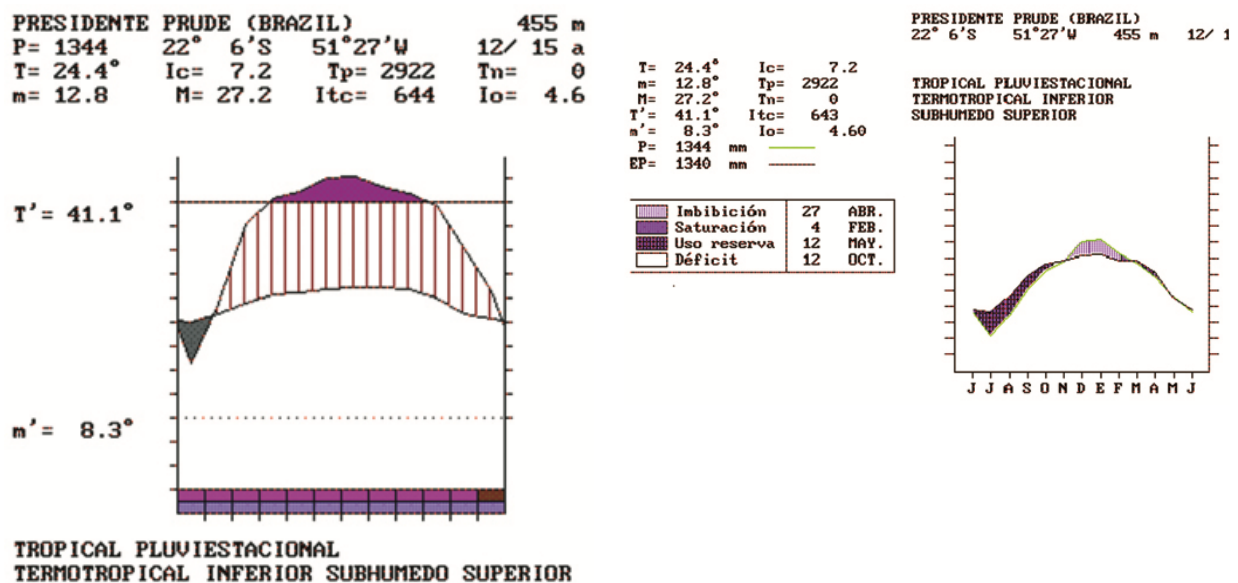 PRESIDENTE PRUDE (BRAZIL) 455 m
P= 1344 22° 6'S 51°27'W 12/ 15 a
T= 24.4° Ic= 7.2 Tp= 2922 Tn= 0
m= 12.8 M= 27.2 Itc= 644 Io= 4.6
T'= 41.1°
m'= 8.3°
TROPICAL PLUVIESTACIONAL
TERMOTROPICAL INFERIOR SUBHUMEDO SUPERIOR
PRESIDENTE PRUDE (BRAZIL)
22° 6'S 51°27'W 455 m 12/ 1
T= 24.4° Ic= 7.2
m= 12.8° Tp= 2922
M= 27.2° Tn= 0
T'= 41.1° Itc= 643
m'= 8.3° Io= 4.60
P= 1344 mm
EP= 1340 mm
Imbibición 27 ABR.
Saturación 4 FEB.
Uso reserva 12 MAY.
Déficit 12 OCT.
TROPICAL PLUVIESTACIONAL
TERMOTROPICAL INFERIOR
SUBHUMEDO SUPERIOR
J J A S O N D E F M A M J